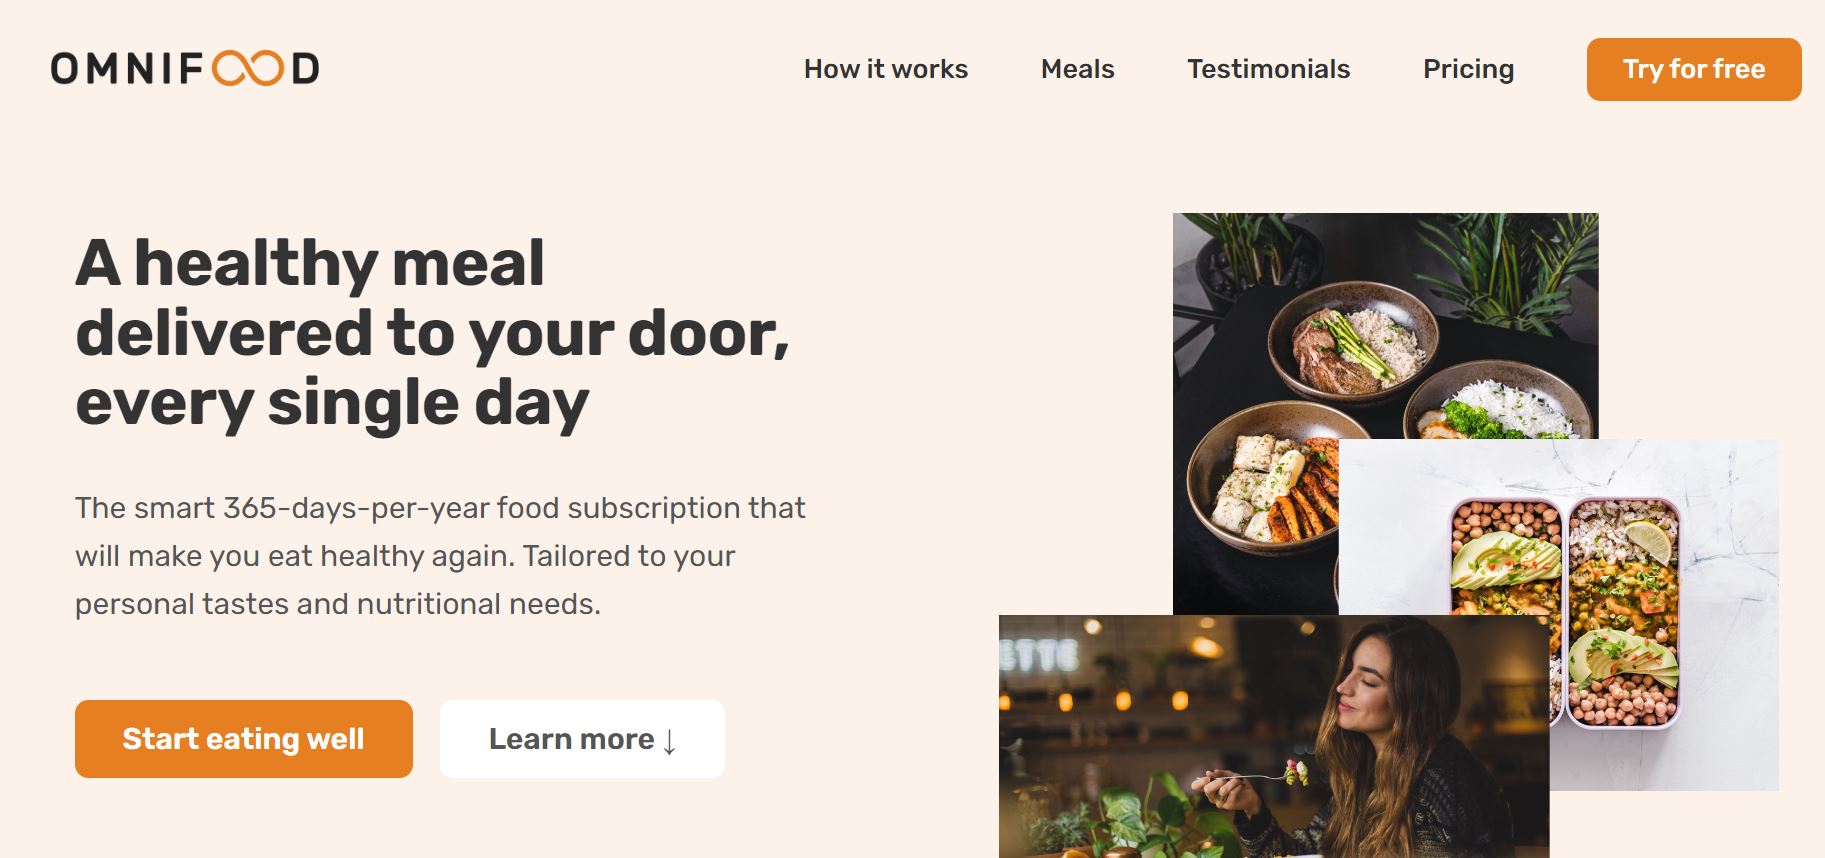 OMNIFOOD
How it works
Meals
Testimonials
Pricing
Try for free
A healthy meal
delivered to your door,
every single day
The smart 365-days-per-year food subscription that
will make you eat healthy again. Tailored to your
personal tastes and nutritional needs.
Start eating well
Learn more ↓
ETTE